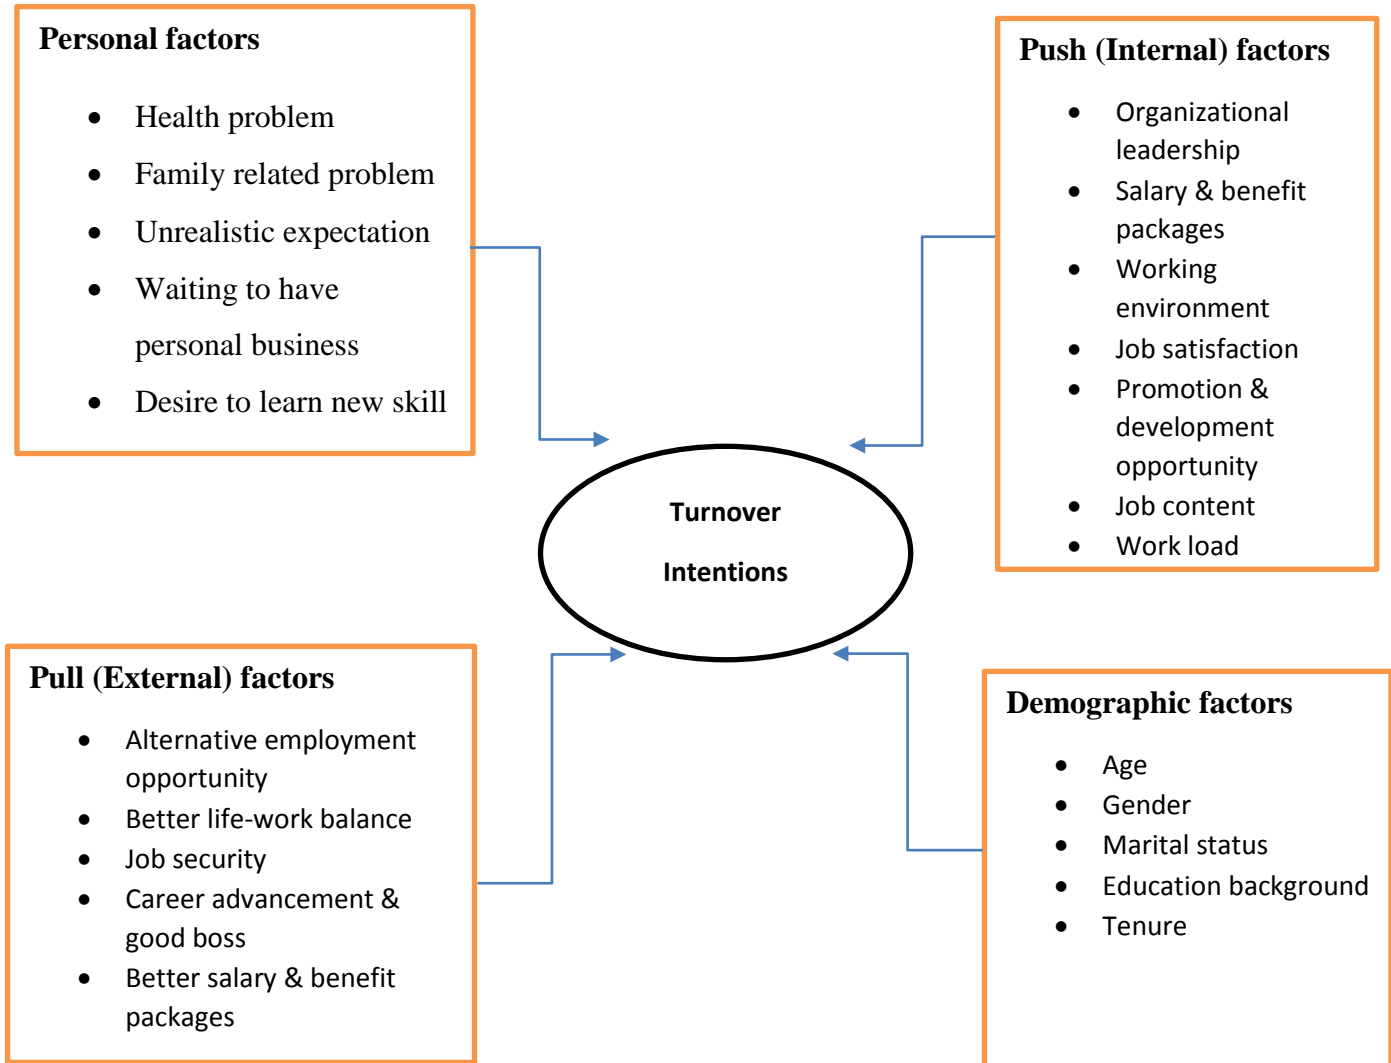 Personal factors
• Health problem
• Family related problem
• Unrealistic expectation
• Waiting to have
personal business
• Desire to learn new skill
Push (Internal) factors
• Organizational
leadership
• Salary & benefit
packages
• Working
environment
• Job satisfaction
• Promotion &
development
opportunity
• Job content
• Work load
Turnover
Intentions
Pull (External) factors
• Alternative employment
opportunity
• Better life-work balance
• Job security
• Career advancement &
good boss
• Better salary & benefit
packages
Demographic factors
• Age
• Gender
• Marital status
• Education background
• Tenure